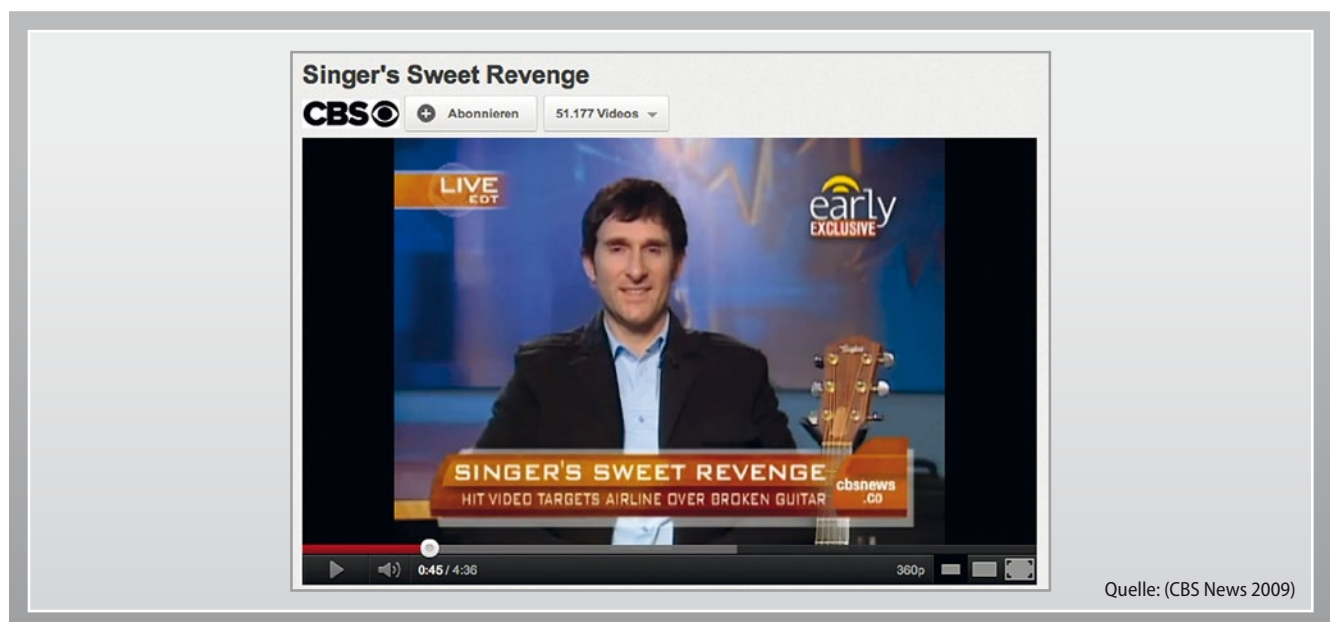 Singer's Sweet Revenge
CBS Abonnieren 51.177 Videos
LIVE
EDT
early
EXCLUSIVE
Taylor
SINGER'S SWEET REVENGE
HIT VIDEO TARGETS AIRLINE OVER BROKEN GUITAR
cbsnews
.CO
0:45 / 4:36 360p
Quelle: (CBS News 2009)